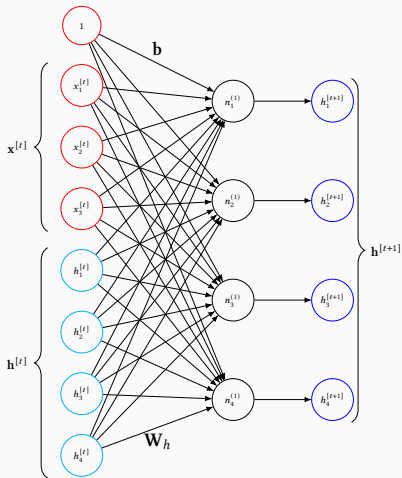 1
b
x₁^[t]
n₁^(1)
h₁^[t+1]
x^[t]
x₂^[t]
x₃^[t]
n₂^(1)
h₂^[t+1]
h^[t+1]
h₁^[t]
n₃^(1)
h₃^[t+1]
h₂^[t]
h^[t]
h₃^[t]
n₄^(1)
h₄^[t+1]
h₄^[t]
W_h